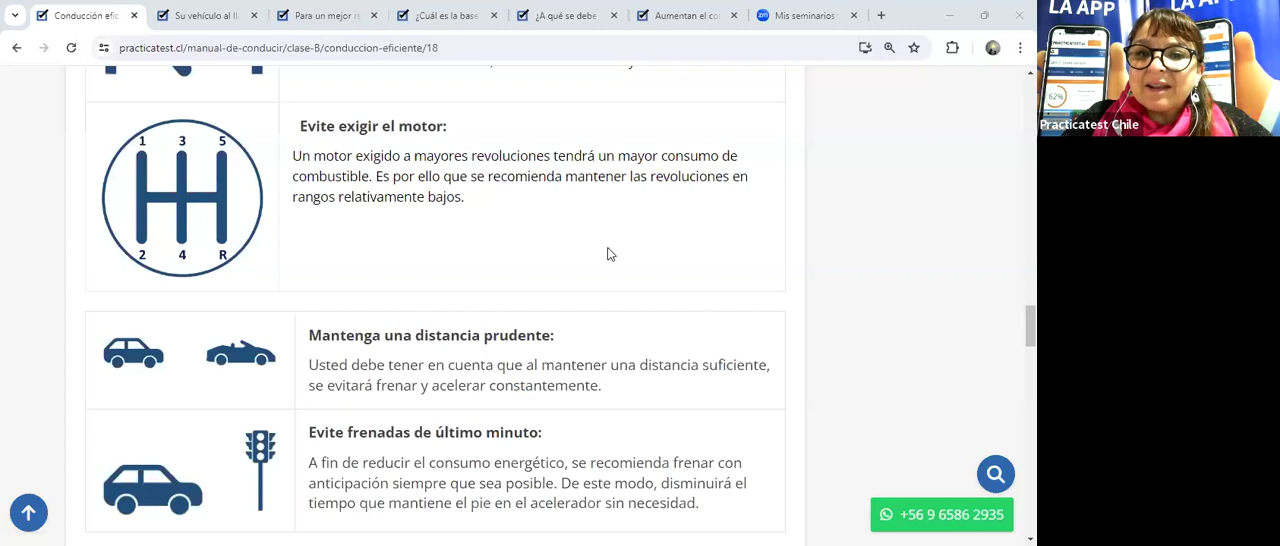 Conducción efic
Su vehículo al ll
Para un mejor re
¿Cuál es la base
¿A qué se debe
Aumentan el co
zm
Mis seminarios
practicatest.cl/manual-de-conducir/clase-B/conduccion-eficiente/18
LA APP
LA APP
62%
Practicatest Chile
1 3 5
2 4 R
Evite exigir el motor:
Un motor exigido a mayores revoluciones tendrá un mayor consumo de
combustible. Es por ello que se recomienda mantener las revoluciones en
rangos relativamente bajos.
Mantenga una distancia prudente:
Usted debe tener en cuenta que al mantener una distancia suficiente,
se evitará frenar y acelerar constantemente.
Evite frenadas de último minuto:
A fin de reducir el consumo energético, se recomienda frenar con
anticipación siempre que sea posible. De este modo, disminuirá el
tiempo que mantiene el pie en el acelerador sin necesidad.
+56 9 6586 2935